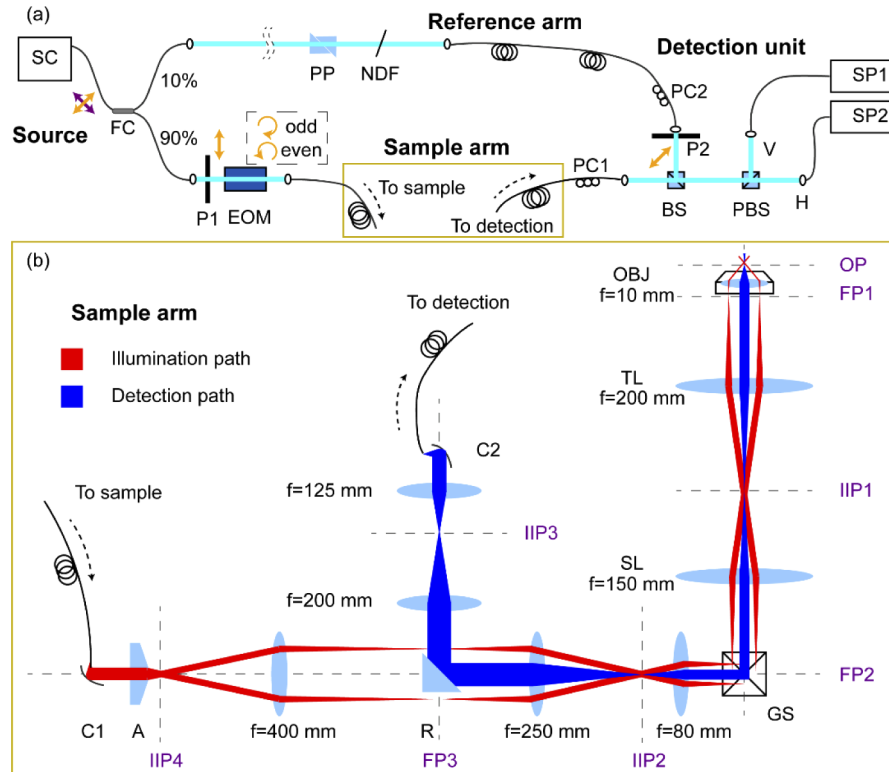 (a)
Reference arm
SC
10%
PP
NDF
Detection unit
SP1
SP2
Source
FC
90%
odd
even
PC2
P2
V
Sample arm
PC1
To sample
To detection
P1
EOM
BS
PBS
H
(b)
Sample arm
Illumination path
Detection path
To detection
OBJ
f=10 mm
OP
FP1
TL
f=200 mm
C2
To sample
f=125 mm
IIP1
IIP3
SL
f=150 mm
f=200 mm
FP2
GS
C1
A
f=400 mm
R
f=250 mm
f=80 mm
IIP4
FP3
IIP2